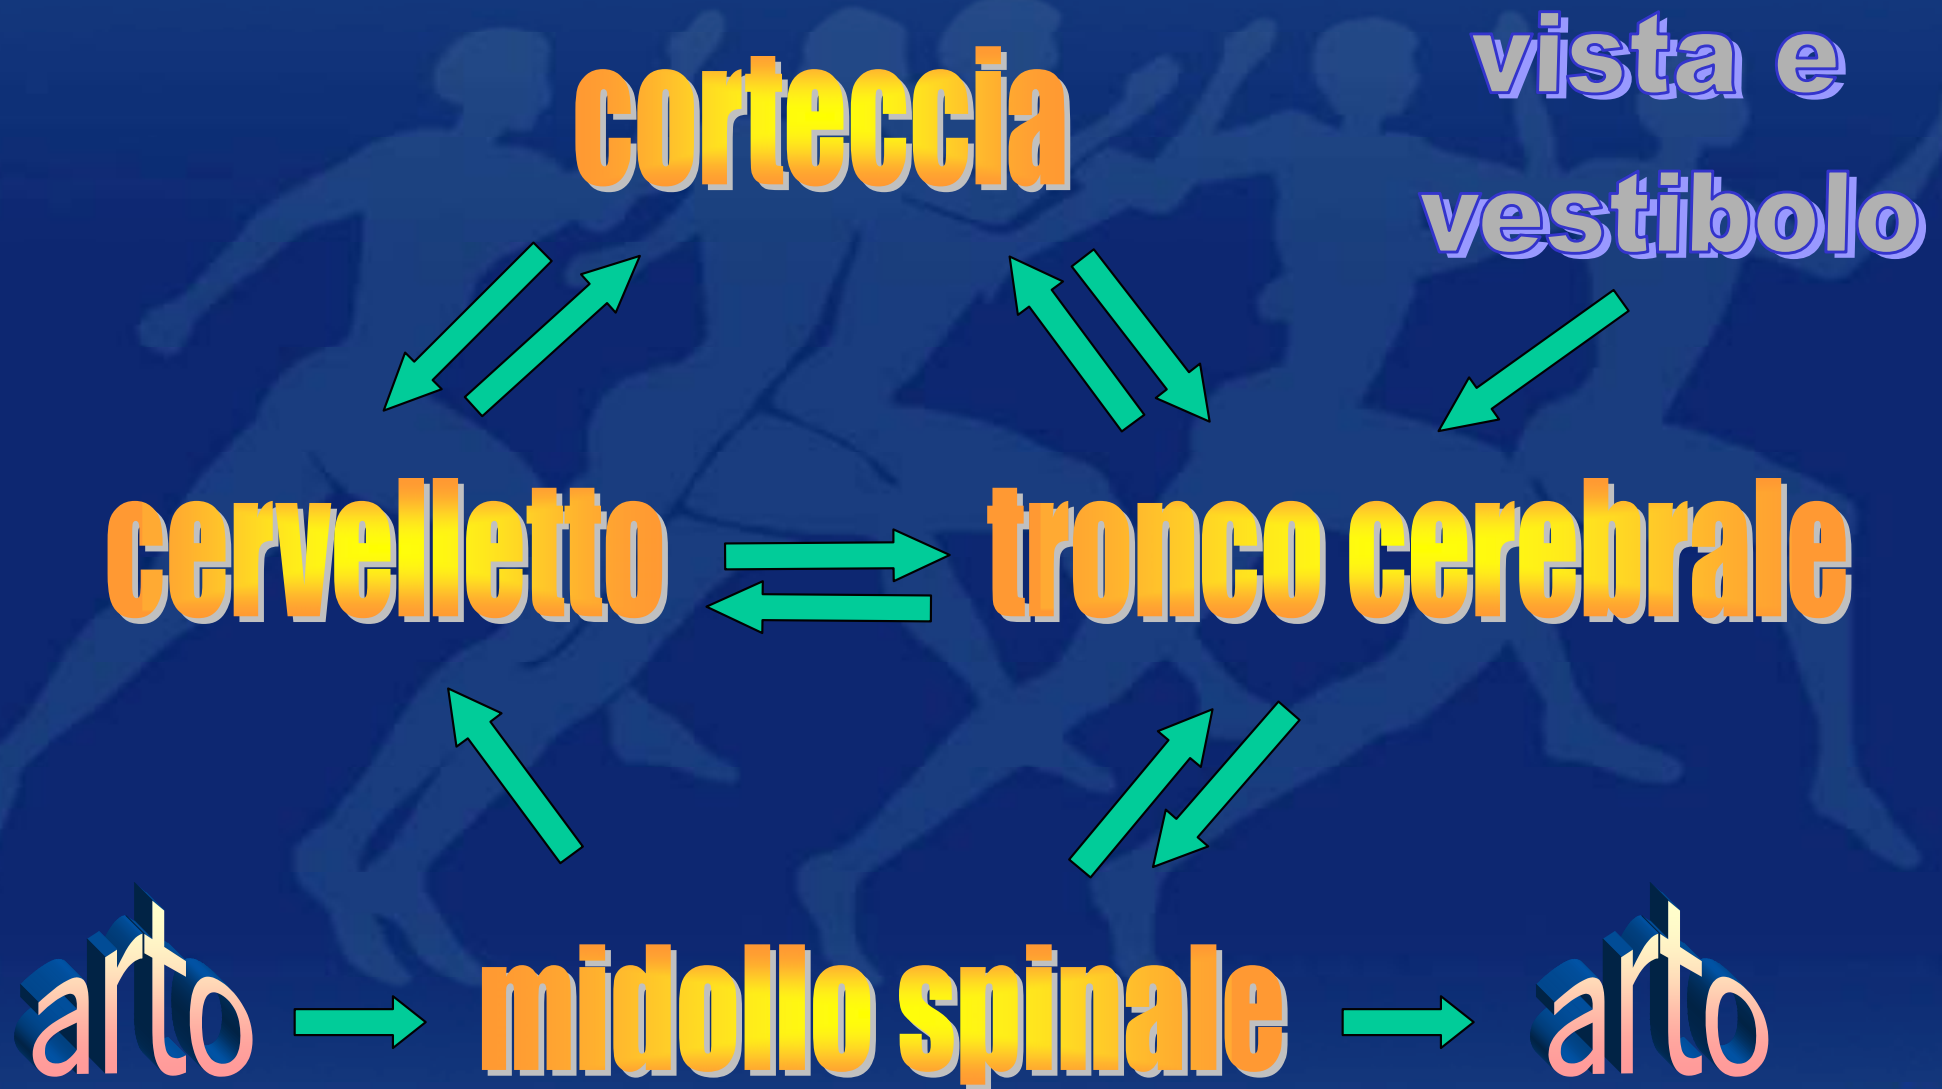 vista e
vestibolo
corteccia
cervelletto
tronco cerebrale
arto
midollo spinale
arto